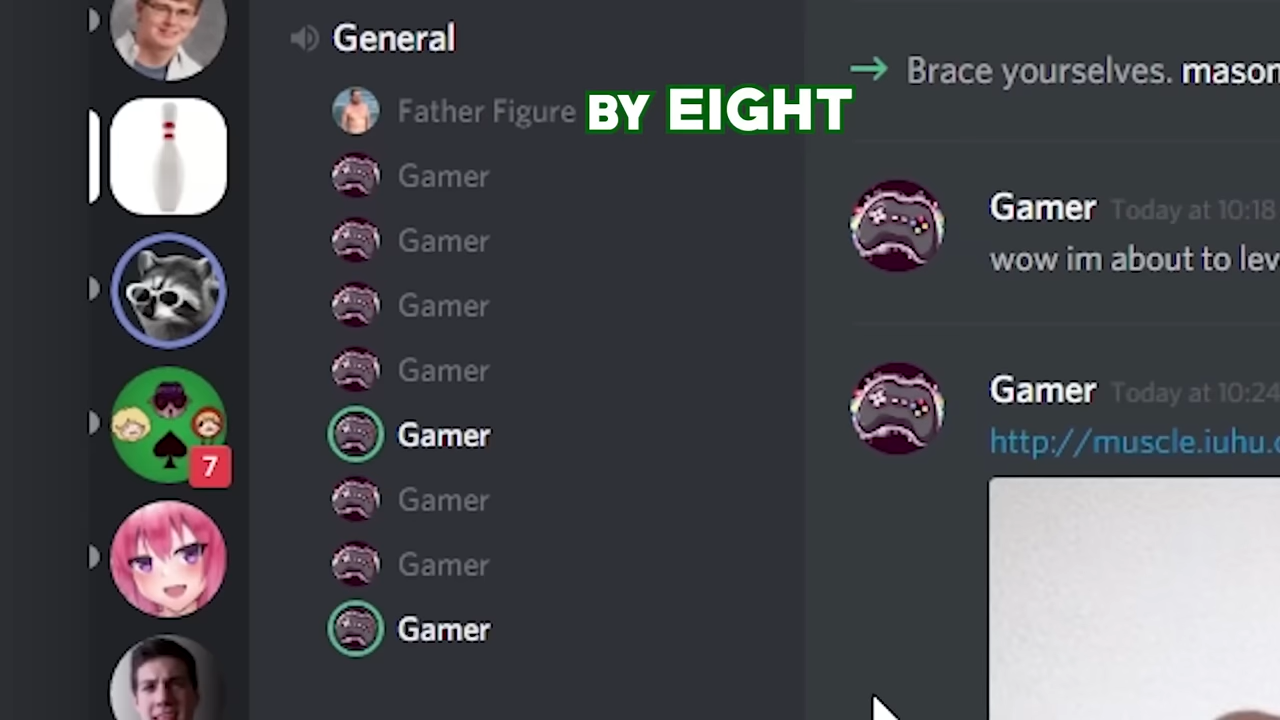 General
Father Figure
BY EIGHT
Gamer
Gamer
Gamer
Gamer
Gamer
Gamer
Gamer
Gamer
7
Brace yourselves. mason
Gamer Today at 10:18
wow im about to lev
Gamer Today at 10:24
http://muscle.iuhu.